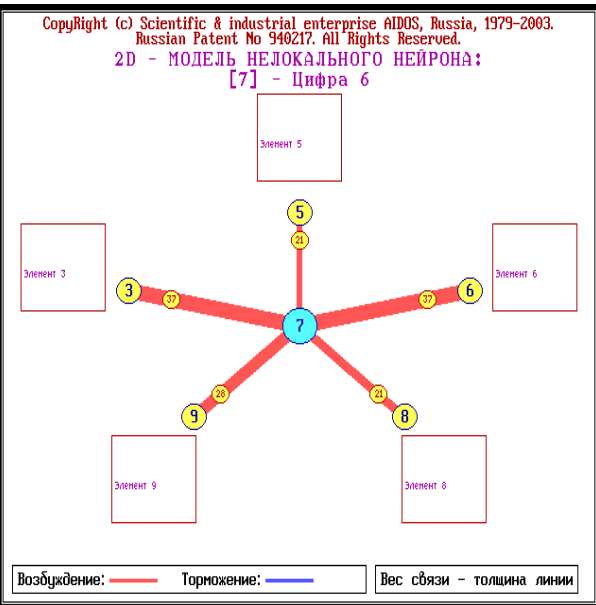 CopyRight (c) Scientific & industrial enterprise AIDOS, Russia, 1979-2003.
Russian Patent No 940217. All Rights Reserved.
2D - МОДЕЛЬ НЕЛОКАЛЬНОГО НЕЙРОНА:
[7] - Цифра 6
Элемент 5
5
21
Элемент 3
3
37
Элемент 6
6
37
7
9
28
8
21
Элемент 9
Элемент 8
Возбуждение:
Торможение:
Вес связи - толщина линии